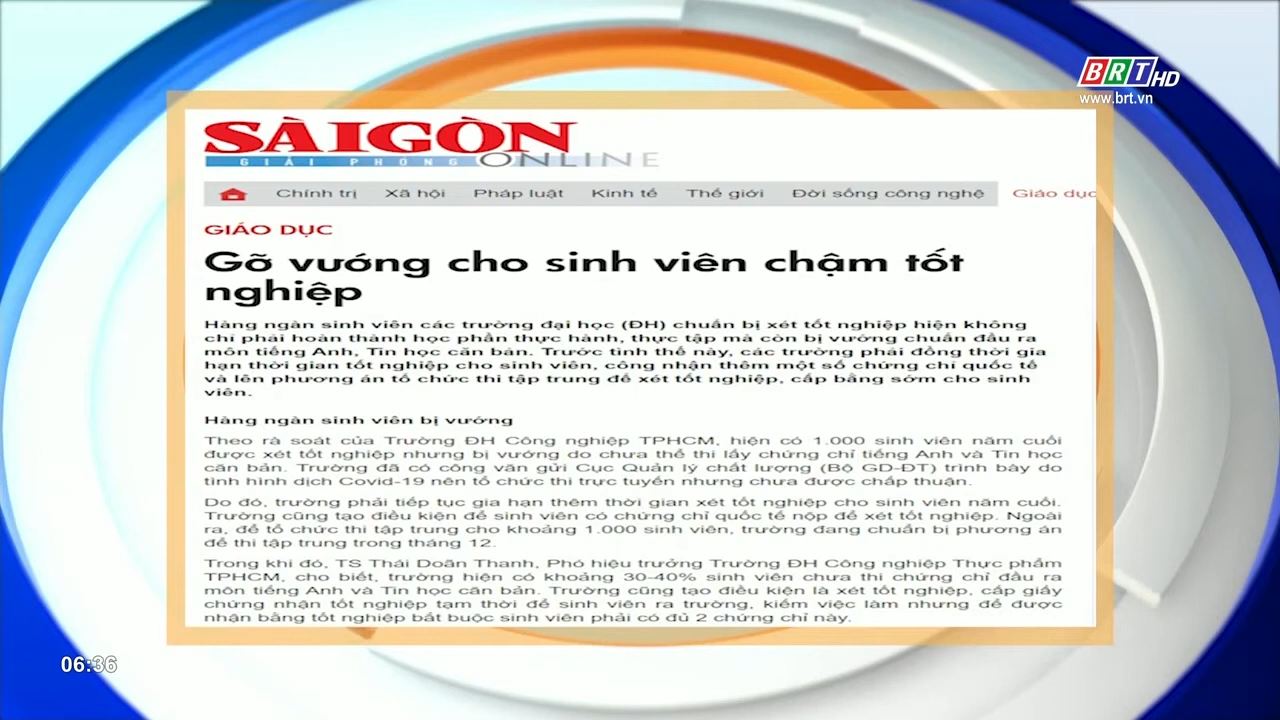 BRT HD
www.brt.vn
SÀIGÒN
GIẢI PHÓNG ONLINE
Chính trị Xã hội Pháp luật Kinh tế Thế giới Đời sống công nghệ Giáo dục
GIÁO DỤC
Gỡ vướng cho sinh viên chậm tốt
nghiệp
Hàng ngàn sinh viên các trường đại học (ĐH) chuẩn bị xét tốt nghiệp hiện không
chỉ phải hoàn thành học phần thực hành, thực tập mà còn bị vướng chuẩn đầu ra
môn tiếng Anh, Tin học căn bản. Trước tình thế này, các trường phải đồng thời gia
hạn thời gian tốt nghiệp cho sinh viên, công nhận thêm một số chứng chỉ quốc tế
và lên phương án tổ chức thi tập trung để xét tốt nghiệp, cấp bằng sớm cho sinh
viên.
Hàng ngàn sinh viên bị vướng
Theo rà soát của Trường ĐH Công nghiệp TPHCM, hiện có 1.000 sinh viên năm cuối
được xét tốt nghiệp nhưng bị vướng do chưa thể thi lấy chứng chỉ tiếng Anh và Tin học
căn bản. Trường đã có công văn gửi Cục Quản lý chất lượng (Bộ GD-ĐT) trình bày do
tình hình dịch Covid-19 nên tổ chức thi trực tuyến nhưng chưa được chấp thuận.
Do đó, trường phải tiếp tục gia hạn thêm thời gian xét tốt nghiệp cho sinh viên năm cuối.
Trường cũng tạo điều kiện để sinh viên có chứng chỉ quốc tế nộp để xét tốt nghiệp. Ngoài
ra, để tổ chức thi tập trung cho khoảng 1.000 sinh viên, trường đang chuẩn bị phương án
để thi tập trung trong tháng 12.
Trong khi đó, TS Thái Doãn Thanh, Phó hiệu trưởng Trường ĐH Công nghiệp Thực phẩm
TPHCM, cho biết, trường hiện có khoảng 30-40% sinh viên chưa thi chứng chỉ đầu ra
môn tiếng Anh và Tin học căn bản. Trường cũng tạo điều kiện là xét tốt nghiệp, cấp giấy
chứng nhận tốt nghiệp tạm thời để sinh viên ra trường, kiếm việc làm nhưng để được
nhận bằng tốt nghiệp bắt buộc sinh viên phải có đủ 2 chứng chỉ này.
06:36